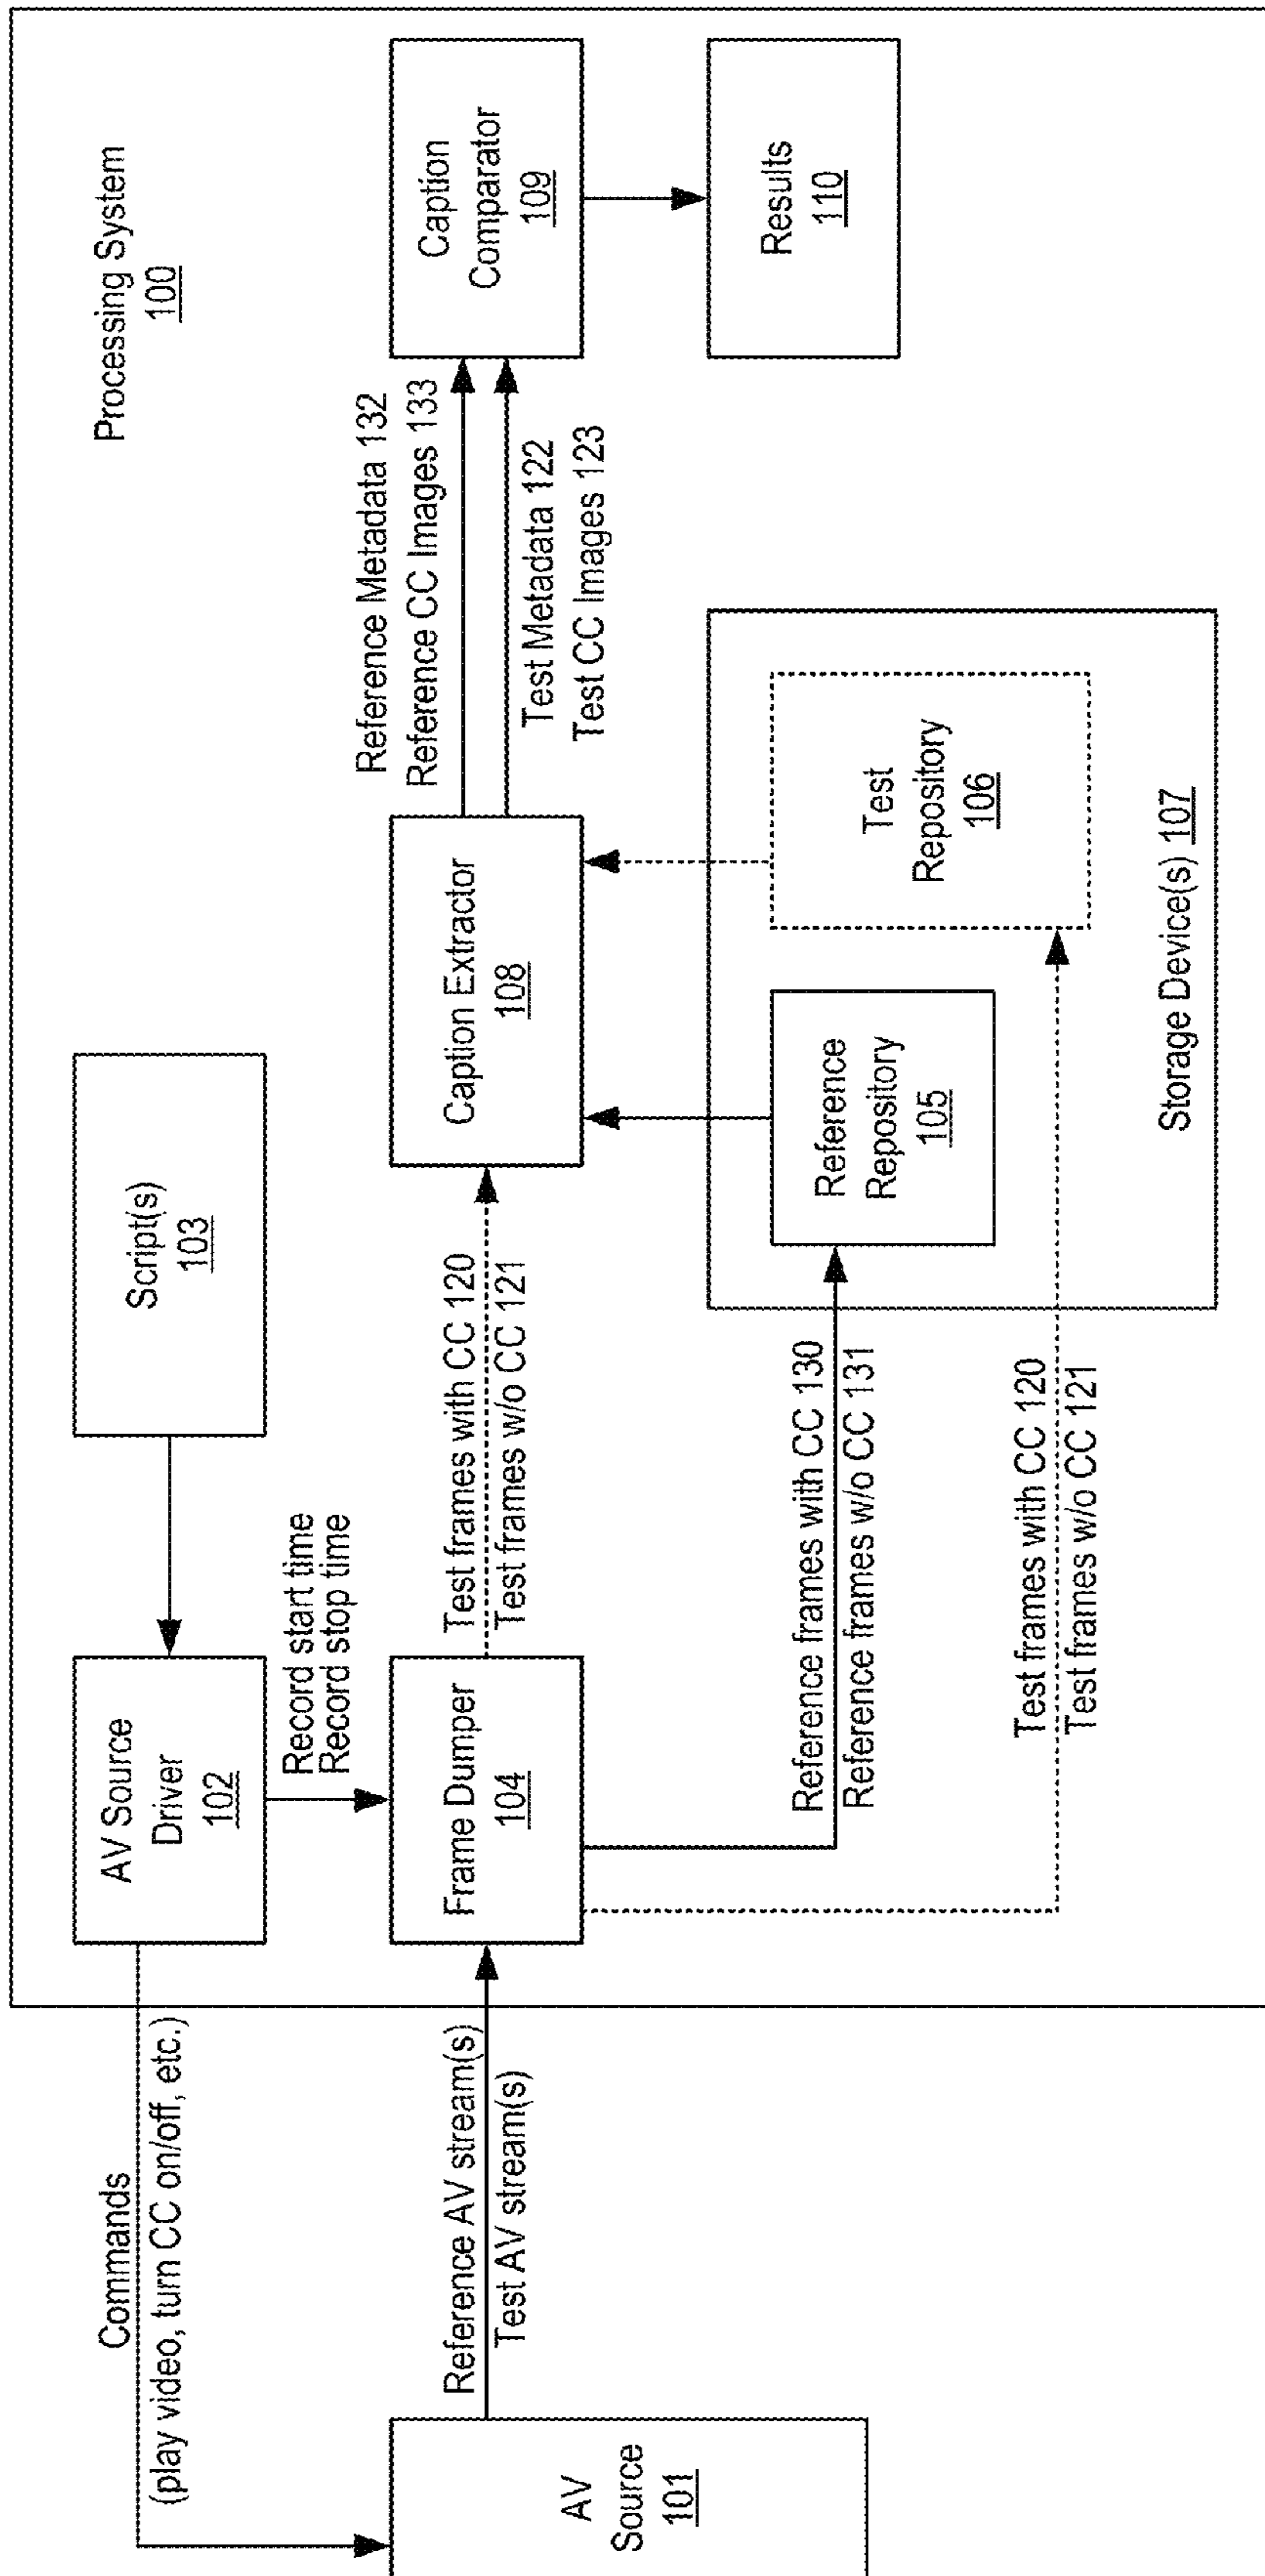 Processing System
100
Script(s)
103
AV Source
Driver
102
Commands
(play video, turn CC on/off, etc.)
Record start time
Record stop time
AV
Source
101
Reference AV stream(s)
Test AV stream(s)
Frame Dumper
104
Test frames with CC 120
Test frames w/o CC 121
Caption Extractor
108
Reference Metadata 132
Reference CC Images 133
Test Metadata 122
Test CC Images 123
Caption
Comparator
109
Results
110
Reference frames with CC 130
Reference frames w/o CC 131
Reference
Repository
105
Test
Repository
106
Test frames with CC 120
Test frames w/o CC 121
Storage Device(s) 107